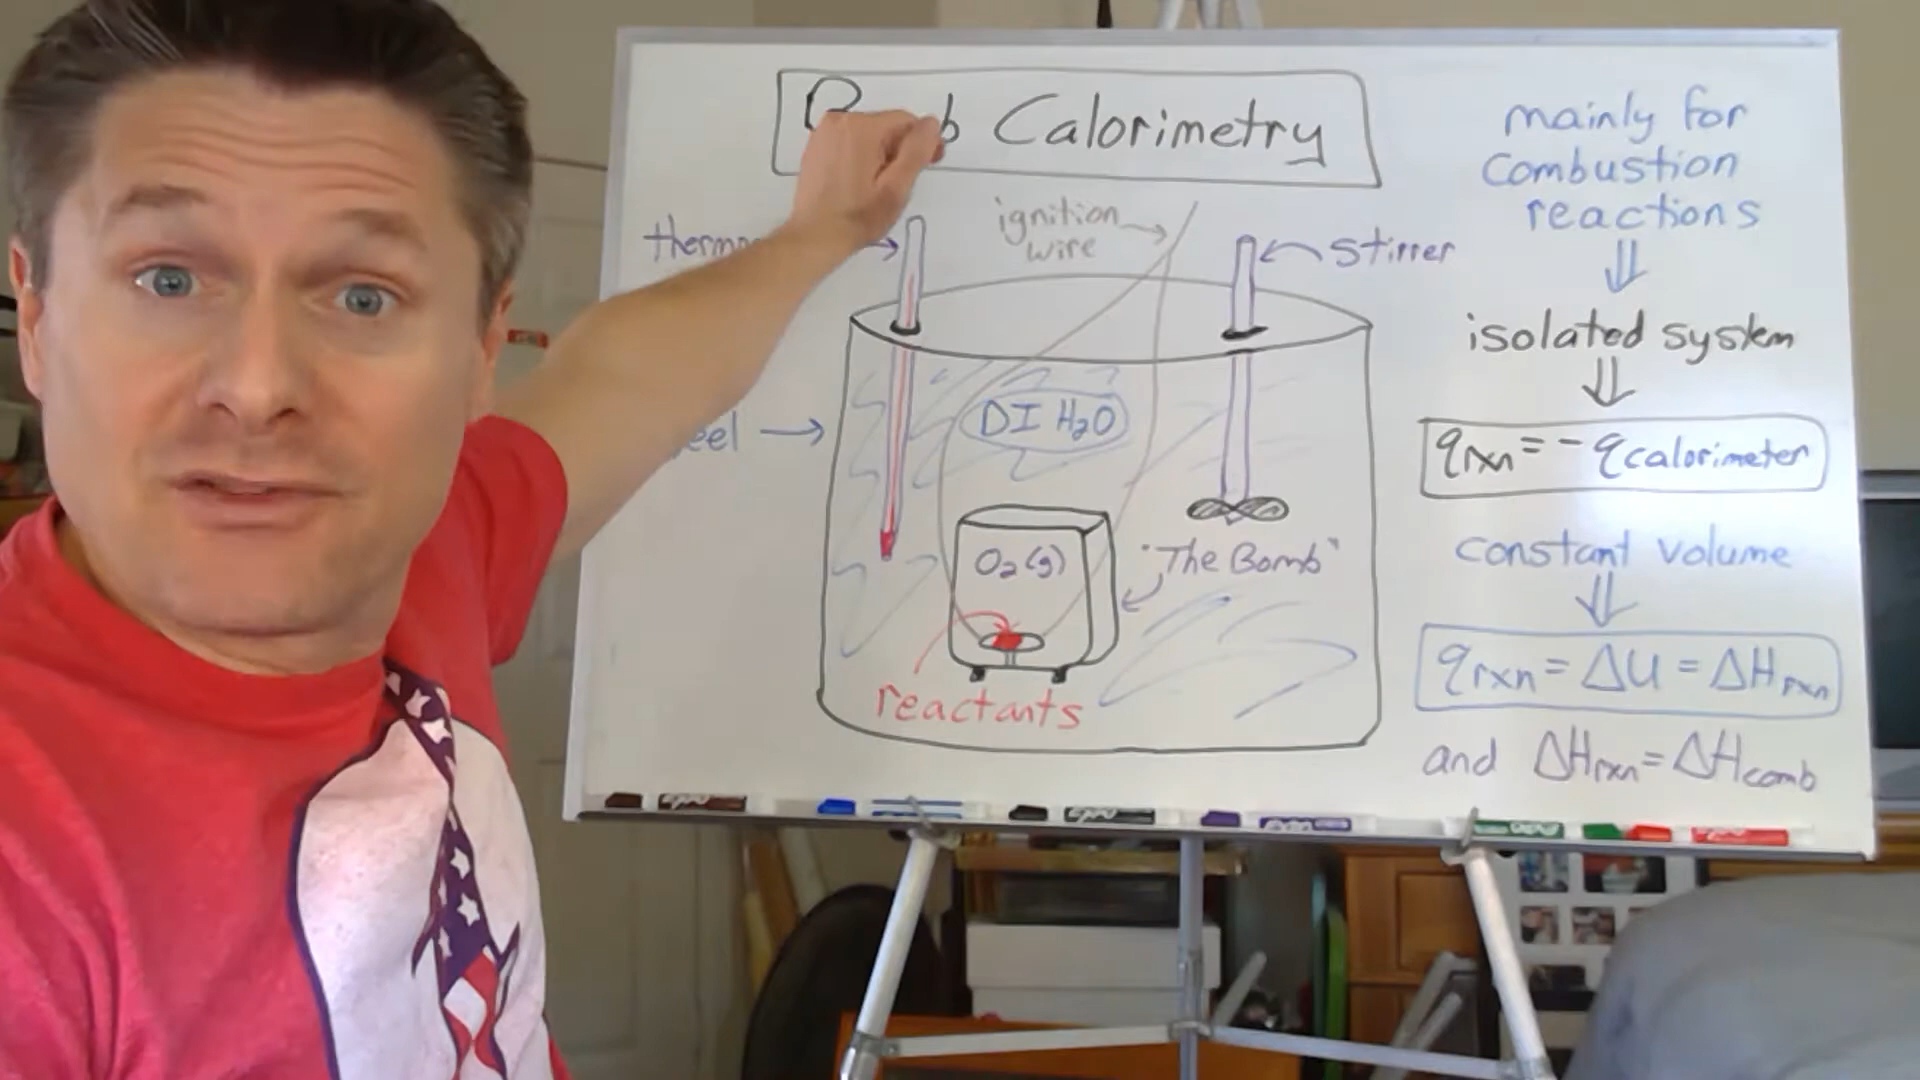 Calorimetry
ignition
wire
stirrer
DI H₂O
O₂(g)
"The Bomb"
reactants
mainly for
combustion
reactions
⇓
isolated system
⇓
qrxn = -qcalorimeter
constant volume
⇓
qrxn = ΔU = ΔHrxn
and ΔHrxn = ΔHcomb